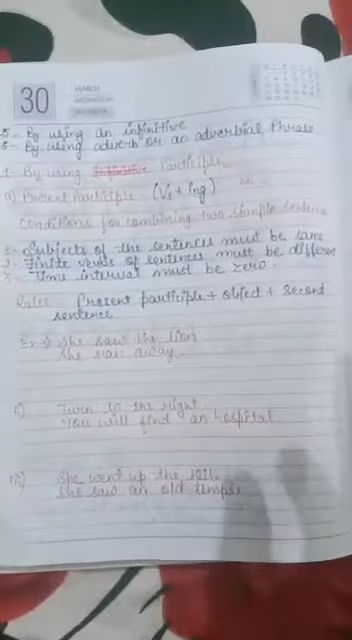 30
MARCH
5- By using an infinitive
6- By using adverb or an adverbial Phrase
1- By using infinitive Participle
a) Present Participle (V₁ + ing)
Conditions for combining two simple sentence
1- Subjects of the sentences must be same
2- Finite verbs of sentences must be different
3- Time interval must be zero.
Rules - Present participle + object + second
sentence
Ex- i) She saw the lion
She ran away.
Turn to the right.
You will find an hospital
She went up the hill.
She saw an old temple